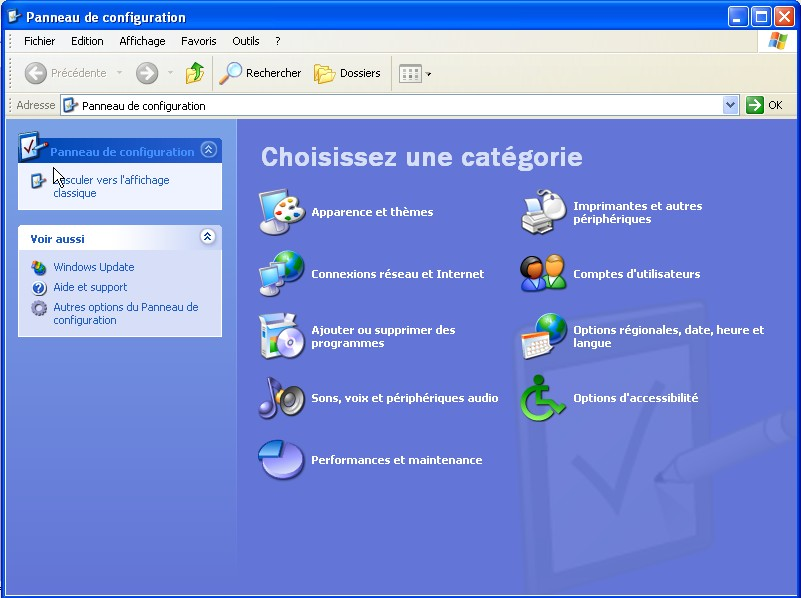 Panneau de configuration
Fichier Edition Affichage Favoris Outils ?
Précédente Rechercher Dossiers
Adresse Panneau de configuration OK
Panneau de configuration
sculer vers l'affichage
classique
Voir aussi
Windows Update
Aide et support
Autres options du Panneau de
configuration
Choisissez une catégorie
Apparence et thèmes
Imprimantes et autres
périphériques
Connexions réseau et Internet
Comptes d'utilisateurs
Ajouter ou supprimer des
programmes
Options régionales, date, heure et
langue
Sons, voix et périphériques audio
Options d'accessibilité
Performances et maintenance